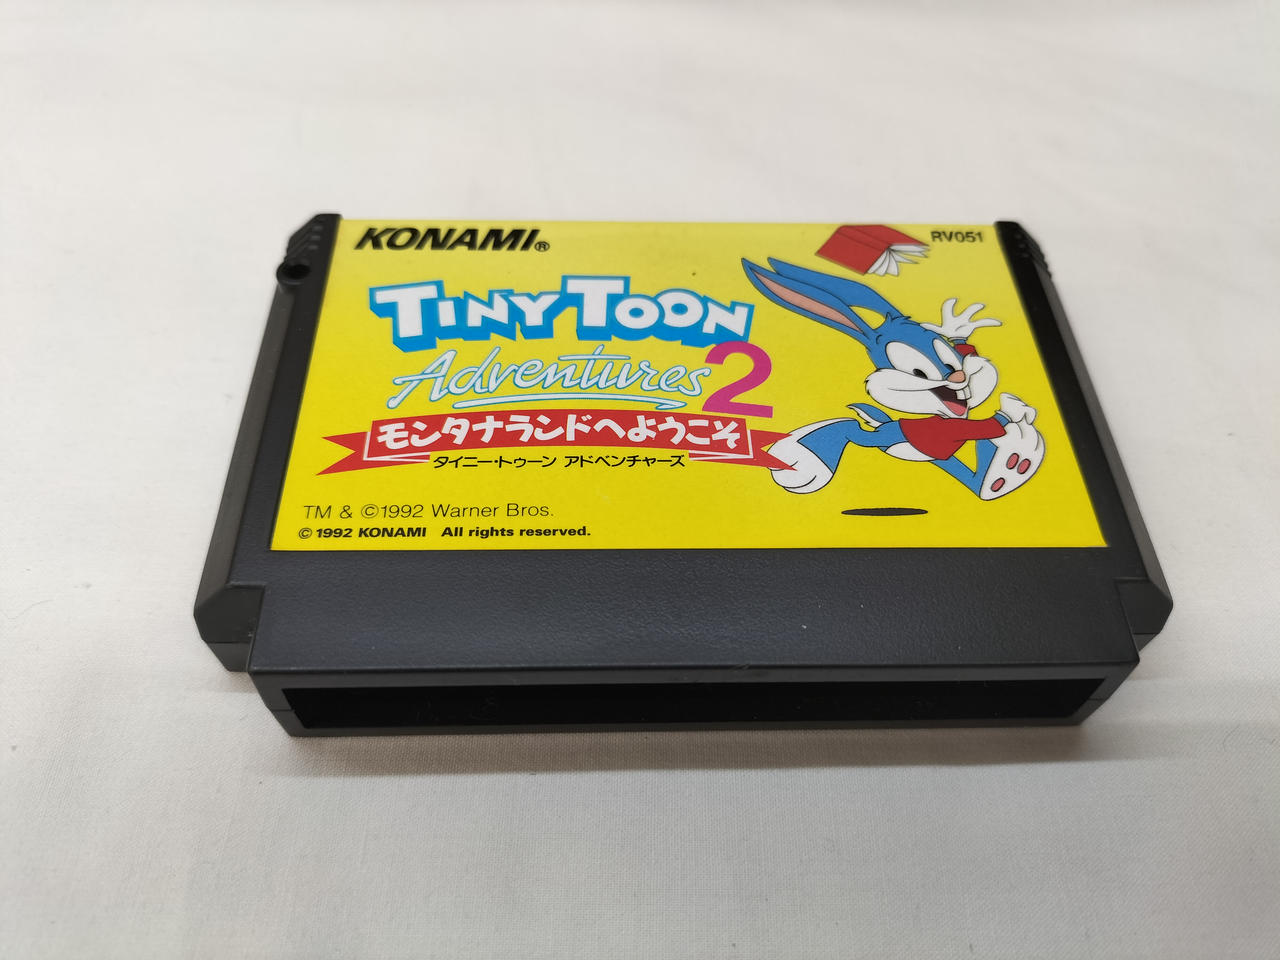 KONAMI®
RV051
TINY TOON
Adventures 2
モンタナランドへようこそ
タイニー・トゥーン アドベンチャーズ
TM & ©1992 Warner Bros.
© 1992 KONAMI All rights reserved.